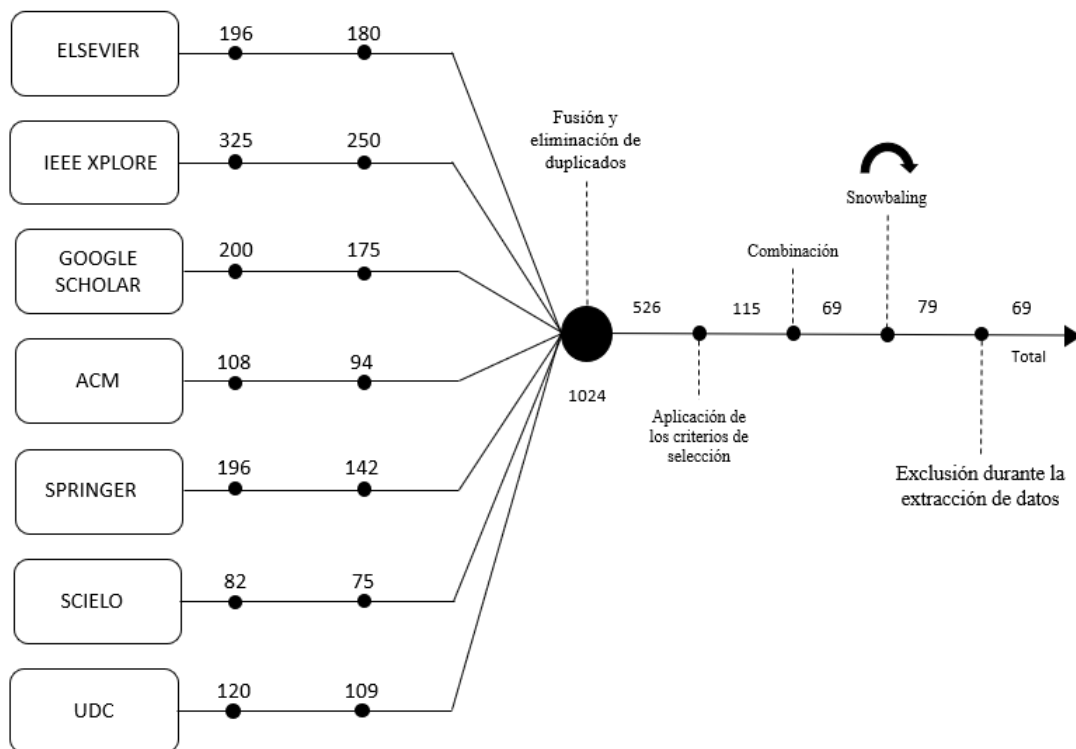 ELSEVIER
196
180
IEEE XPLORE
325
250
GOOGLE
SCHOLAR
200
175
ACM
108
94
SPRINGER
196
142
SCIELO
82
75
UDC
120
109
Fusión y
eliminación de
duplicados
1024
526
Aplicación de
los criterios de
selección
115
Combinación
69
Snowbaling
79
Exclusión durante la
extracción de datos
69
Total